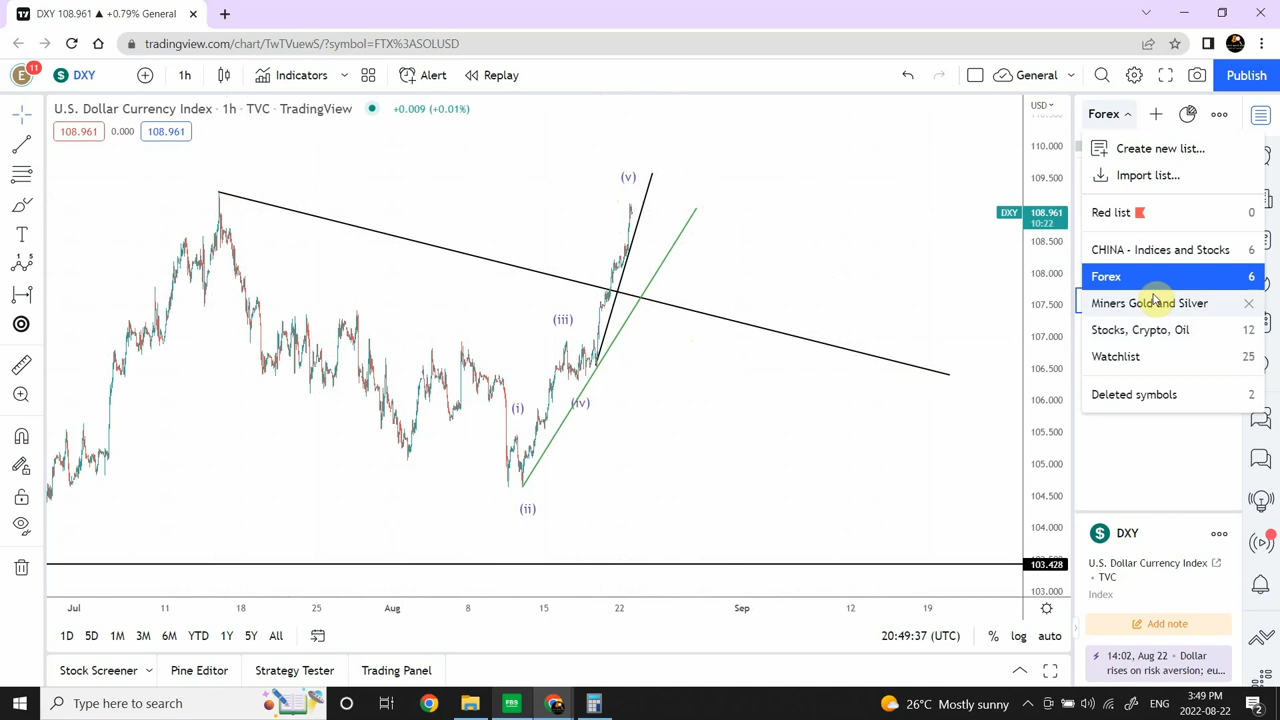 DXY 108.961 ▲ +0.79% General
tradingview.com/chart/TwTVuewS/?symbol=FTX%3ASOLUSD
E 11 $ DXY 1h Indicators Alert Replay General Publish
U.S. Dollar Currency Index · 1h · TVC · TradingView +0.009 (+0.01%)
108.961 0.000 108.961
USD
110.000
109.500
DXY 108.961
10:22
108.500
108.000
107.500
107.000
106.500
106.000
105.500
105.000
104.500
104.000
103.428
103.000
(v)
(iii)
(iv)
(i)
(ii)
Jul 11 18 25 Aug 8 15 22 Sep 12 19
1D 5D 1M 3M 6M YTD 1Y 5Y All 20:49:37 (UTC) % log auto
Stock Screener Pine Editor Strategy Tester Trading Panel
Forex
Create new list...
Import list...
Red list 0
CHINA - Indices and Stocks 6
Forex 6
Miners Gold and Silver
Stocks, Crypto, Oil 12
Watchlist 25
Deleted symbols 2
$ DXY
U.S. Dollar Currency Index
• TVC
Index
Add note
14:02, Aug 22 • Dollar
rises on risk aversion; eu...
Type here to search FBS 26°C Mostly sunny ENG 3:49 PM
2022-08-22 2